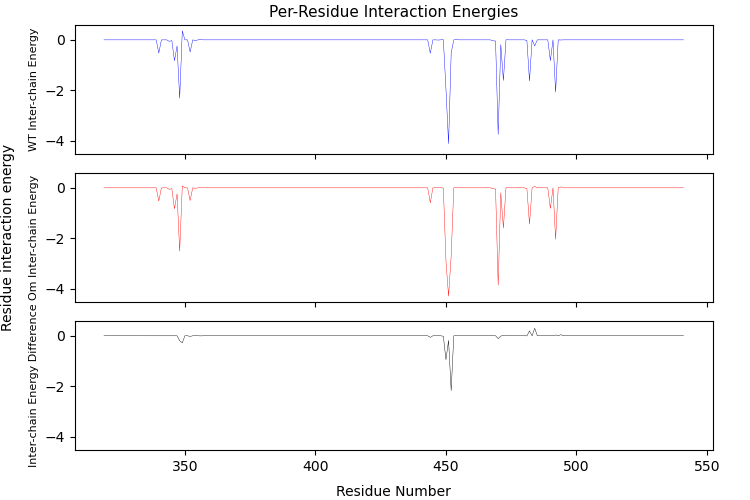 Per-Residue Interaction Energies
Residue interaction energy
WT Inter-chain Energy
0
−2
−4
Om Inter-chain Energy
0
−2
−4
Inter-chain Energy Difference
0
−2
−4
350
400
450
500
550
Residue Number